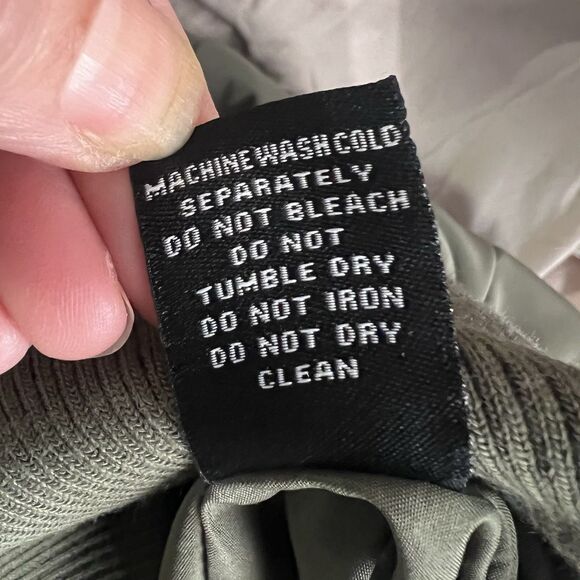 MACHINE WASH COLD
SEPARATELY
DO NOT BLEACH
DO NOT
TUMBLE DRY
DO NOT IRON
DO NOT DRY
CLEAN